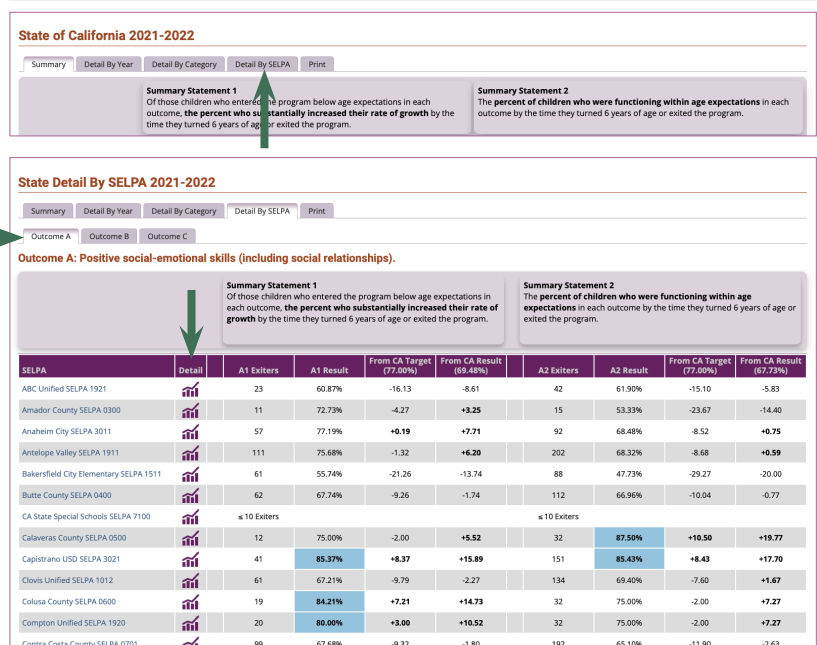 State of California 2021-2022
Summary Detail By Year Detail By Category Detail By SELPA Print
Summary Statement 1 Summary Statement 2
Of those children who entered the program below age expectations in each The percent of children who were functioning within age expectations in each
outcome, the percent who substantially increased their rate of growth by the outcome by the time they turned 6 years of age or exited the program.
time they turned 6 years of age or exited the program.
State Detail By SELPA 2021-2022
Summary Detail By Year Detail By Category Detail By SELPA Print
Outcome A Outcome B Outcome C
Outcome A: Positive social-emotional skills (including social relationships).
Summary Statement 1 Summary Statement 2
Of those children who entered the program below age expectations in The percent of children who were functioning within age
each outcome, the percent who substantially increased their rate of expectations in each outcome by the time they turned 6 years of age or
growth by the time they turned 6 years of age or exited the program. exited the program.
From CA Target From CA Result From CA Target From CA Result
SELPA Detail A1 Exiters A1 Result (77.00%) (69.48%) A2 Exiters A2 Result (77.00%) (67.73%)
ABC Unified SELPA 1921 23 60.87% -16.13 -8.61 42 61.90% -15.10 -5.83
Amador County SELPA 0300 11 72.73% -4.27 +3.25 15 53.33% -23.67 -14.40
Anaheim City SELPA 3011 57 77.19% +0.19 +7.71 92 68.48% -8.52 +0.75
Antelope Valley SELPA 1911 111 75.68% -1.32 +6.20 202 68.32% -8.68 +0.59
Bakersfield City Elementary SELPA 1511 61 55.74% -21.26 -13.74 88 47.73% -29.27 -20.00
Butte County SELPA 0400 62 67.74% -9.26 -1.74 112 66.96% -10.04 -0.77
CA State Special Schools SELPA 7100 ≤ 10 Exiters ≤ 10 Exiters
Calaveras County SELPA 0500 12 75.00% -2.00 +5.52 32 87.50% +10.50 +19.77
Capistrano USD SELPA 3021 41 85.37% +8.37 +15.89 151 85.43% +8.43 +17.70
Clovis Unified SELPA 1012 61 67.21% -9.79 -2.27 134 69.40% -7.60 +1.67
Colusa County SELPA 0600 19 84.21% +7.21 +14.73 32 75.00% -2.00 +7.27
Compton Unified SELPA 1920 20 80.00% +3.00 +10.52 32 75.00% -2.00 +7.27
Contra Costa County SELPA 0701 99 67.68% -9.32 -1.80 192 65.10% -11.90 -2.63